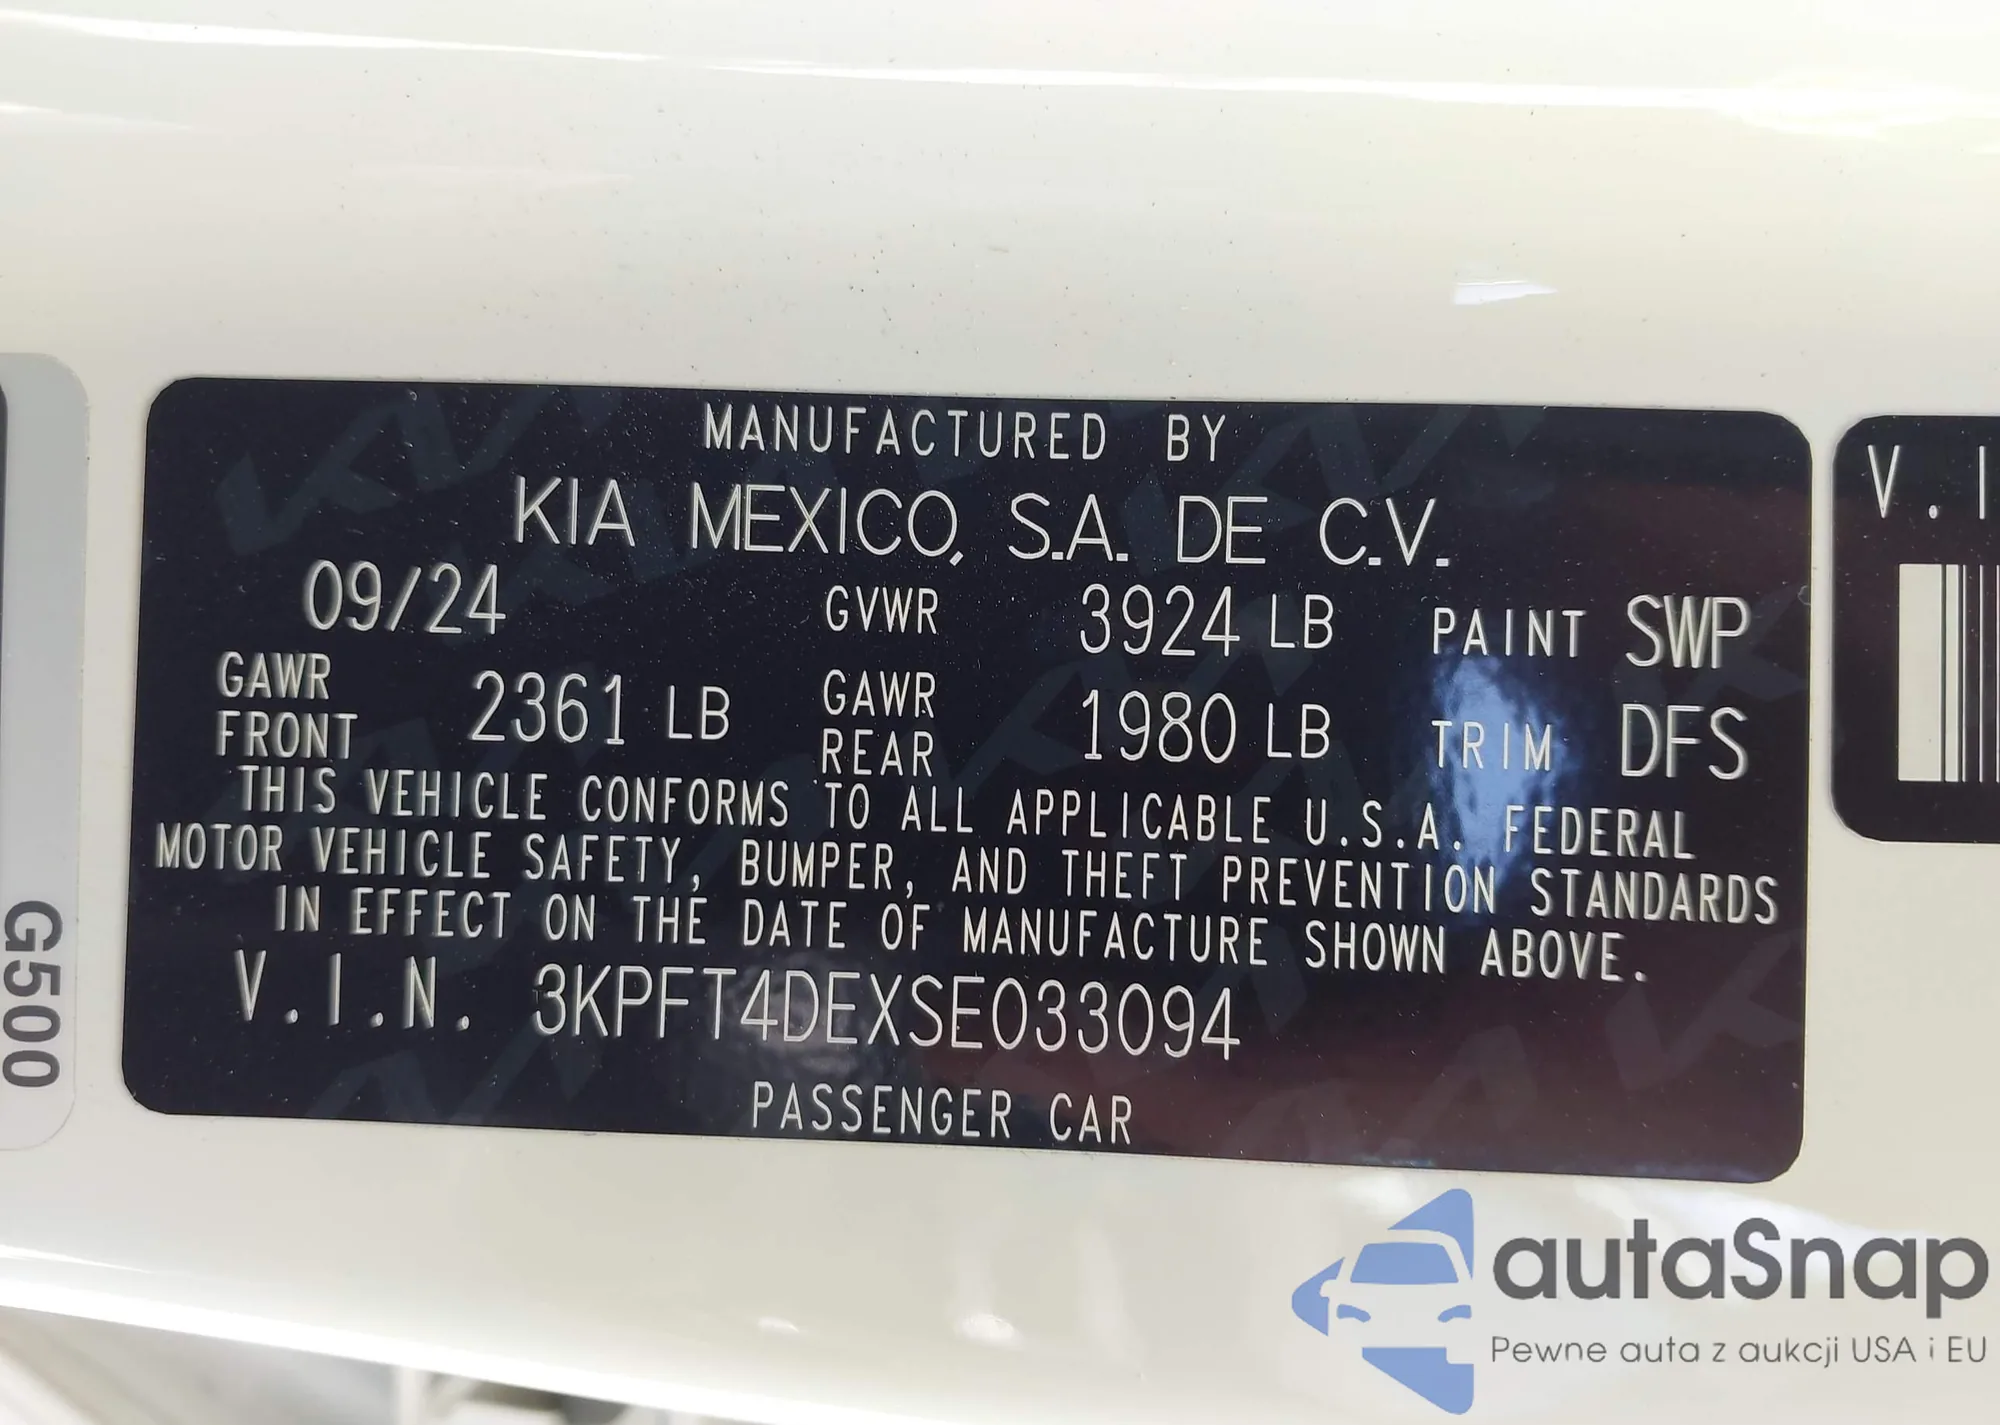 MANUFACTURED BY
KIA MEXICO, S.A. DE C.V.
09/24 GVWR 3924 LB PAINT SWP
GAWR FRONT 2361 LB GAWR REAR 1980 LB TRIM DFS
THIS VEHICLE CONFORMS TO ALL APPLICABLE U.S.A. FEDERAL
MOTOR VEHICLE SAFETY, BUMPER, AND THEFT PREVENTION STANDARDS
IN EFFECT ON THE DATE OF MANUFACTURE SHOWN ABOVE.
V.I.N. 3KPFT4DEXSE033094
PASSENGER CAR
V.I
G500
autaSnap
Pewne auta z aukcji USA i EU